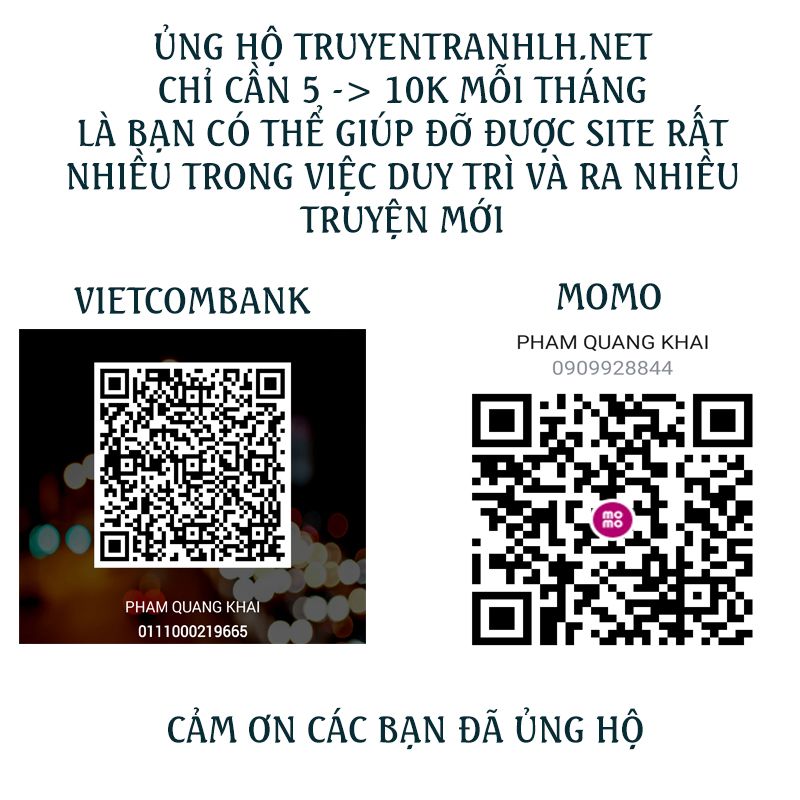 ỦNG HỘ TRUYENTRANHLH.NET
CHỈ CẦN 5 -> 10K MỖI THÁNG
LÀ BẠN CÓ THỂ GIÚP ĐỠ ĐƯỢC SITE RẤT
NHIỀU TRONG VIỆC DUY TRÌ VÀ RA NHIỀU
TRUYỆN MỚI
VIETCOMBANK
PHAM QUANG KHAI
0111000219665
MOMO
PHAM QUANG KHAI
0909928844
mo
mo
CẢM ƠN CÁC BẠN ĐÃ ỦNG HỘ